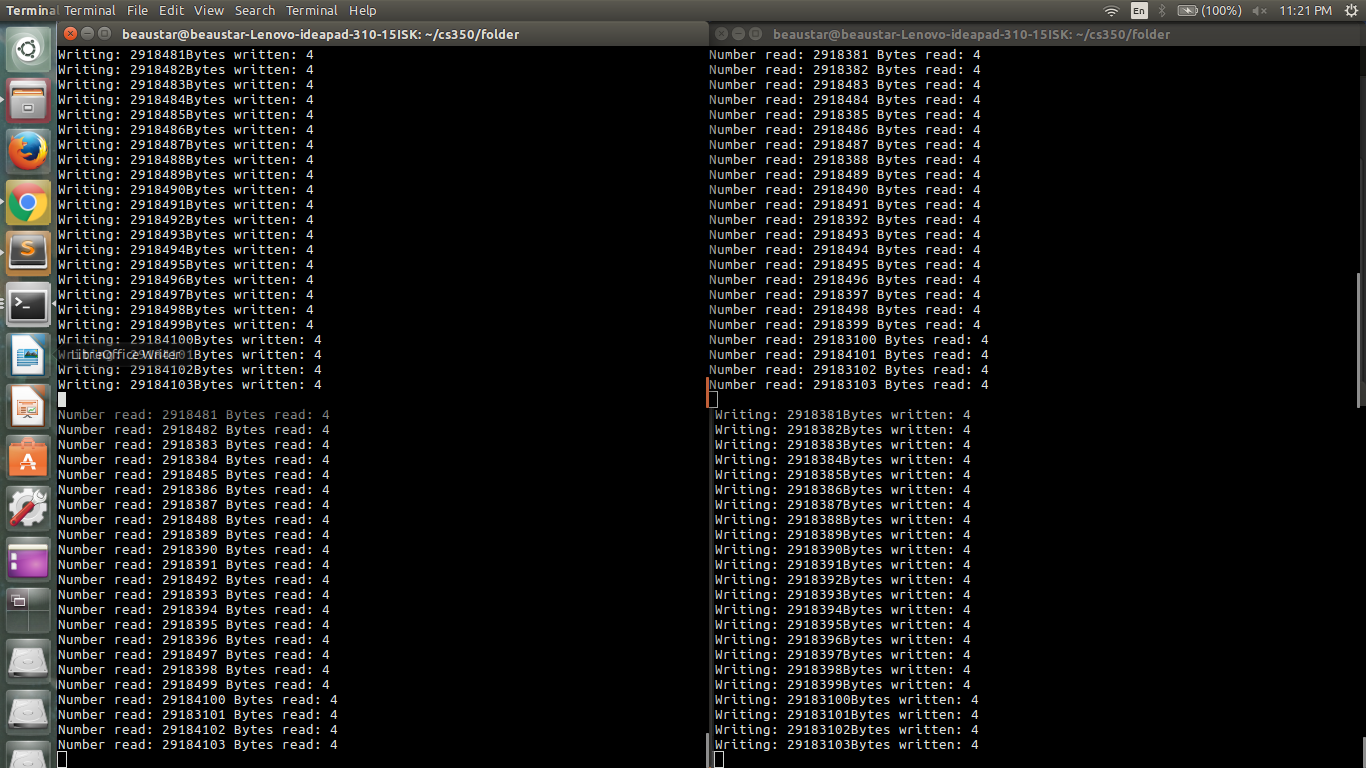 Terminal Terminal File Edit View Search Terminal Help En (100%) 11:21 PM
beaustar@beaustar-Lenovo-ideapad-310-15ISK: ~/cs350/folder
Writing: 2918481Bytes written: 4
Writing: 2918482Bytes written: 4
Writing: 2918483Bytes written: 4
Writing: 2918484Bytes written: 4
Writing: 2918485Bytes written: 4
Writing: 2918486Bytes written: 4
Writing: 2918487Bytes written: 4
Writing: 2918488Bytes written: 4
Writing: 2918489Bytes written: 4
Writing: 2918490Bytes written: 4
Writing: 2918491Bytes written: 4
Writing: 2918492Bytes written: 4
Writing: 2918493Bytes written: 4
Writing: 2918494Bytes written: 4
Writing: 2918495Bytes written: 4
Writing: 2918496Bytes written: 4
Writing: 2918497Bytes written: 4
Writing: 2918498Bytes written: 4
Writing: 2918499Bytes written: 4
Writing: 29184100Bytes written: 4
Writing: 29184101Bytes written: 4
LibreOffice Writer
Writing: 29184102Bytes written: 4
Writing: 29184103Bytes written: 4
beaustar@beaustar-Lenovo-ideapad-310-15ISK: ~/cs350/folder
Number read: 2918381 Bytes read: 4
Number read: 2918382 Bytes read: 4
Number read: 2918483 Bytes read: 4
Number read: 2918484 Bytes read: 4
Number read: 2918385 Bytes read: 4
Number read: 2918486 Bytes read: 4
Number read: 2918487 Bytes read: 4
Number read: 2918388 Bytes read: 4
Number read: 2918489 Bytes read: 4
Number read: 2918490 Bytes read: 4
Number read: 2918491 Bytes read: 4
Number read: 2918392 Bytes read: 4
Number read: 2918493 Bytes read: 4
Number read: 2918494 Bytes read: 4
Number read: 2918495 Bytes read: 4
Number read: 2918496 Bytes read: 4
Number read: 2918397 Bytes read: 4
Number read: 2918498 Bytes read: 4
Number read: 2918399 Bytes read: 4
Number read: 29183100 Bytes read: 4
Number read: 29184101 Bytes read: 4
Number read: 29183102 Bytes read: 4
Number read: 29183103 Bytes read: 4
Number read: 2918481 Bytes read: 4
Number read: 2918482 Bytes read: 4
Number read: 2918383 Bytes read: 4
Number read: 2918384 Bytes read: 4
Number read: 2918485 Bytes read: 4
Number read: 2918386 Bytes read: 4
Number read: 2918387 Bytes read: 4
Number read: 2918488 Bytes read: 4
Number read: 2918389 Bytes read: 4
Number read: 2918390 Bytes read: 4
Number read: 2918391 Bytes read: 4
Number read: 2918492 Bytes read: 4
Number read: 2918393 Bytes read: 4
Number read: 2918394 Bytes read: 4
Number read: 2918395 Bytes read: 4
Number read: 2918396 Bytes read: 4
Number read: 2918497 Bytes read: 4
Number read: 2918398 Bytes read: 4
Number read: 2918499 Bytes read: 4
Number read: 29184100 Bytes read: 4
Number read: 29183101 Bytes read: 4
Number read: 29184102 Bytes read: 4
Number read: 29184103 Bytes read: 4
Writing: 2918381Bytes written: 4
Writing: 2918382Bytes written: 4
Writing: 2918383Bytes written: 4
Writing: 2918384Bytes written: 4
Writing: 2918385Bytes written: 4
Writing: 2918386Bytes written: 4
Writing: 2918387Bytes written: 4
Writing: 2918388Bytes written: 4
Writing: 2918389Bytes written: 4
Writing: 2918390Bytes written: 4
Writing: 2918391Bytes written: 4
Writing: 2918392Bytes written: 4
Writing: 2918393Bytes written: 4
Writing: 2918394Bytes written: 4
Writing: 2918395Bytes written: 4
Writing: 2918396Bytes written: 4
Writing: 2918397Bytes written: 4
Writing: 2918398Bytes written: 4
Writing: 2918399Bytes written: 4
Writing: 29183100Bytes written: 4
Writing: 29183101Bytes written: 4
Writing: 29183102Bytes written: 4
Writing: 29183103Bytes written: 4